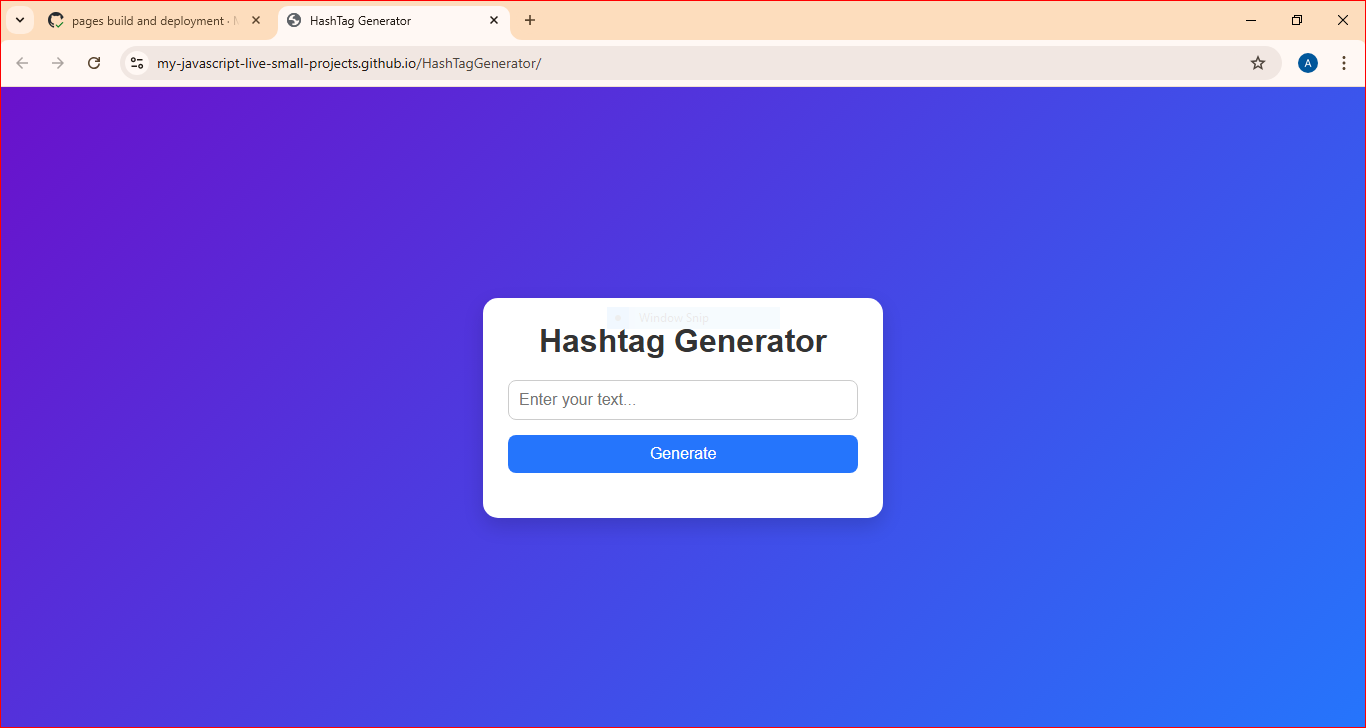 pages build and deployment ·
HashTag Generator
my-javascript-live-small-projects.github.io/HashTagGenerator/
A
Window Snip
Hashtag Generator
Enter your text...
Generate